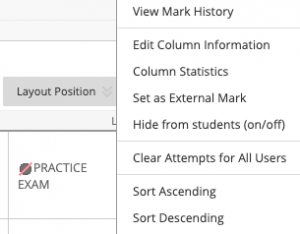 View Mark History
Edit Column Information
Column Statistics
Set as External Mark
Hide from students (on/off)
Clear Attempts for All Users
Sort Ascending
Sort Descending
Layout Position
L
PRACTICE
EXAM